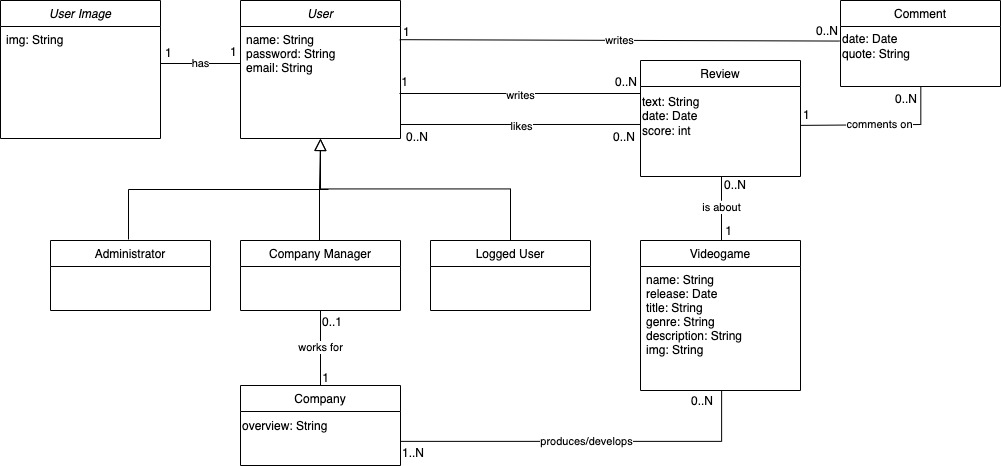 User Image
img: String
1
has
1
User
name: String
password: String
email: String
1
writes
0..N
Comment
date: Date
quote: String
0..N
1
writes
0..N
0..N
likes
0..N
Review
text: String
date: Date
score: int
1
comments on
0..N
is about
1
Administrator
Company Manager
Logged User
Videogame
name: String
release: Date
title: String
genre: String
description: String
img: String
0..1
works for
1
Company
overview: String
1..N
produces/develops
0..N